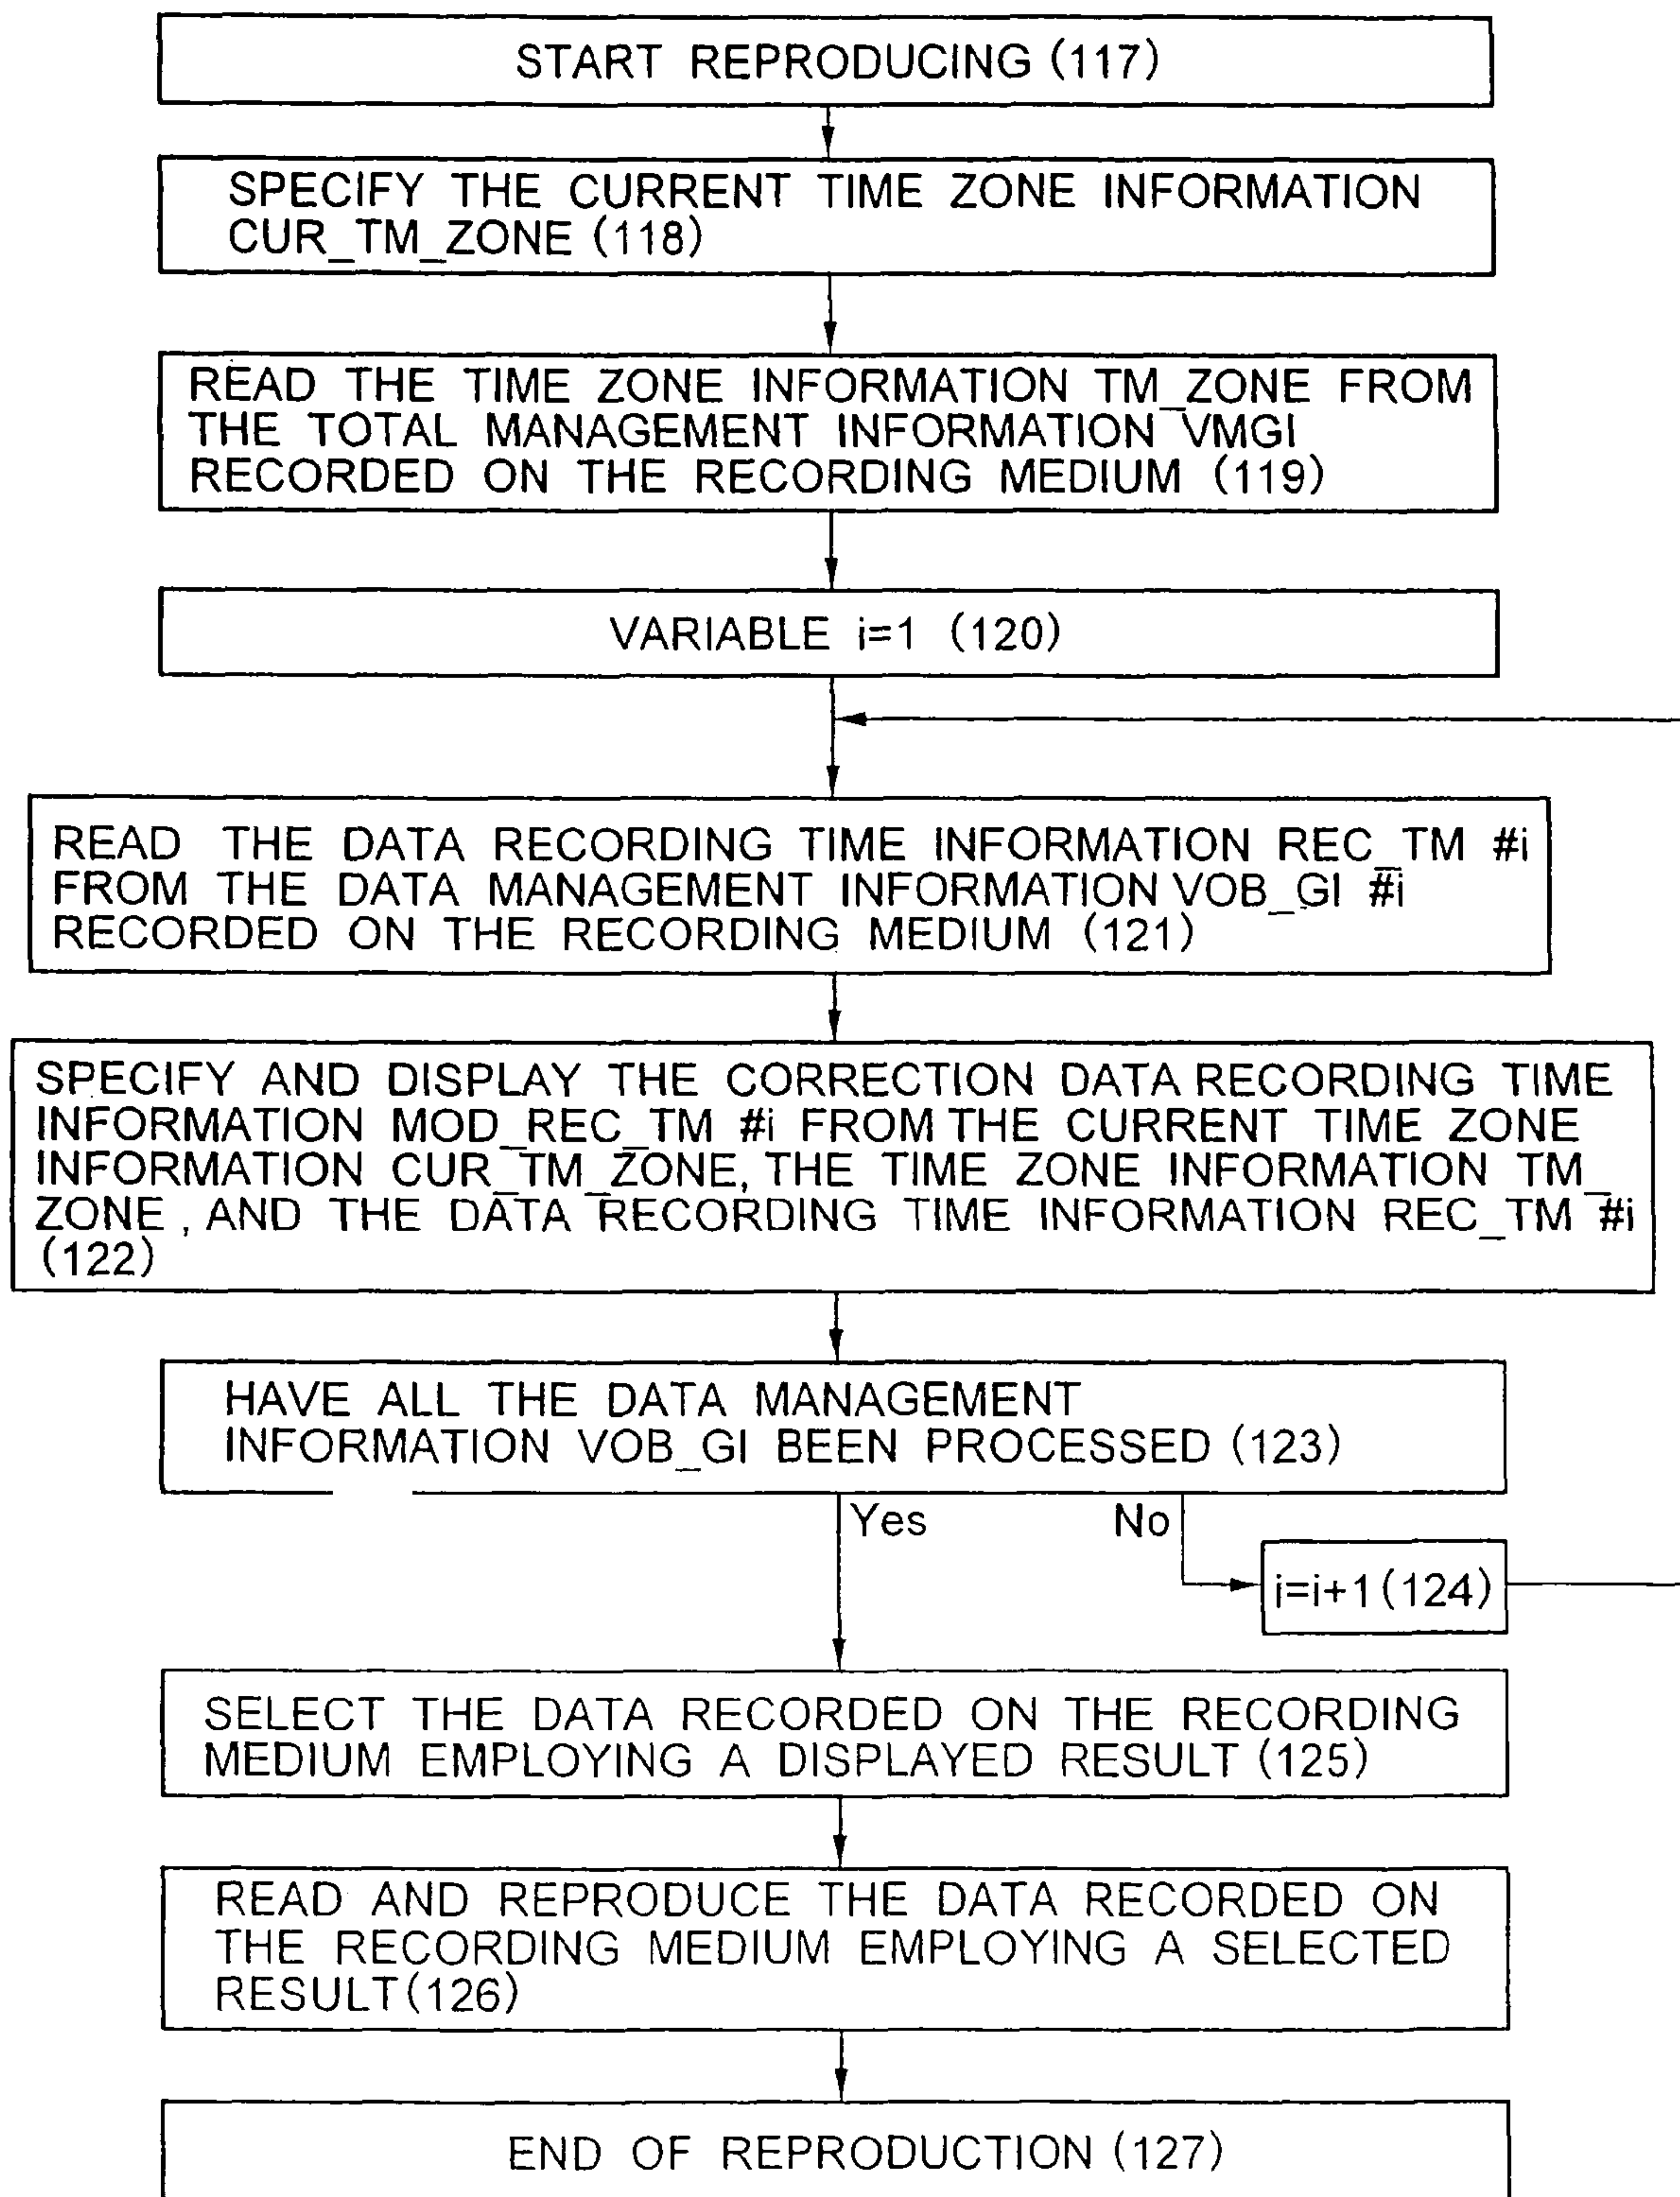 START REPRODUCING (117)
SPECIFY THE CURRENT TIME ZONE INFORMATION
CUR_TM_ZONE (118)
READ THE TIME ZONE INFORMATION TM_ZONE FROM
THE TOTAL MANAGEMENT INFORMATION VMGI
RECORDED ON THE RECORDING MEDIUM (119)
VARIABLE i=1 (120)
READ THE DATA RECORDING TIME INFORMATION REC_TM #i
FROM THE DATA MANAGEMENT INFORMATION VOB_GI #i
RECORDED ON THE RECORDING MEDIUM (121)
SPECIFY AND DISPLAY THE CORRECTION DATA RECORDING TIME
INFORMATION MOD_REC_TM #i FROM THE CURRENT TIME ZONE
INFORMATION CUR_TM_ZONE, THE TIME ZONE INFORMATION TM_
ZONE, AND THE DATA RECORDING TIME INFORMATION REC_TM #i
(122)
HAVE ALL THE DATA MANAGEMENT
INFORMATION VOB_GI BEEN PROCESSED (123)
Yes No
i=i+1(124)
SELECT THE DATA RECORDED ON THE RECORDING
MEDIUM EMPLOYING A DISPLAYED RESULT (125)
READ AND REPRODUCE THE DATA RECORDED ON
THE RECORDING MEDIUM EMPLOYING A SELECTED
RESULT(126)
END OF REPRODUCTION (127)